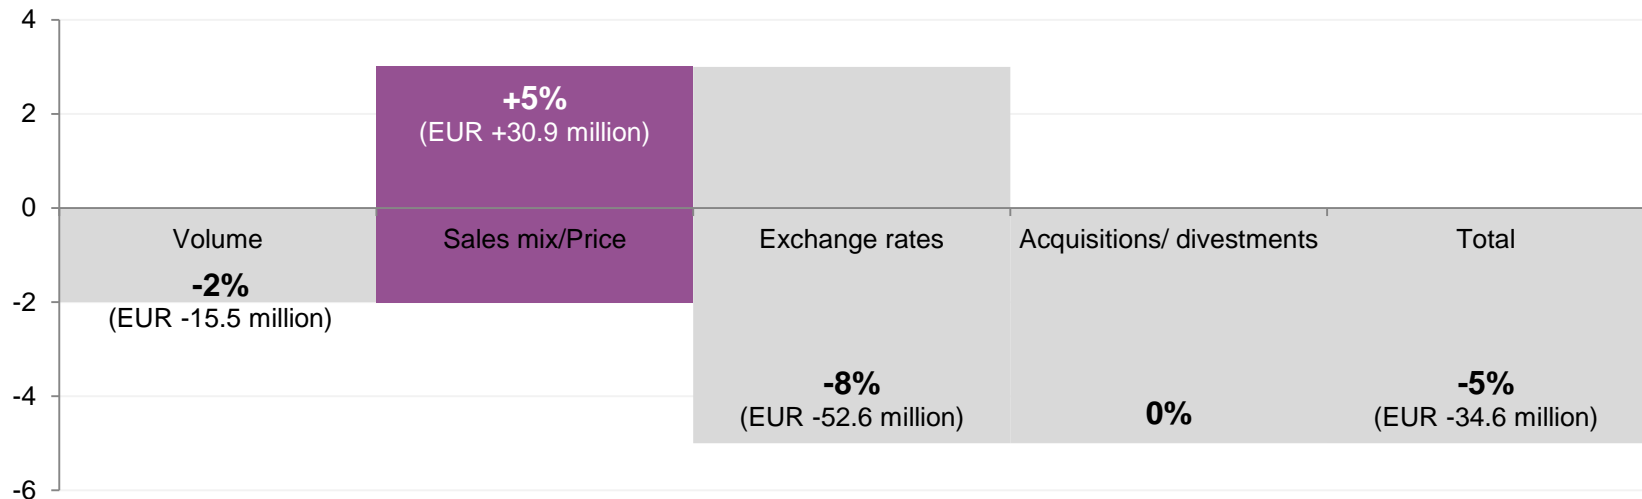 4
2
0
-2
-4
-6
+5%
(EUR +30.9 million)
Volume
Sales mix/Price
Exchange rates
Acquisitions/ divestments
Total
-2%
(EUR -15.5 million)
-8%
(EUR -52.6 million)
0%
-5%
(EUR -34.6 million)